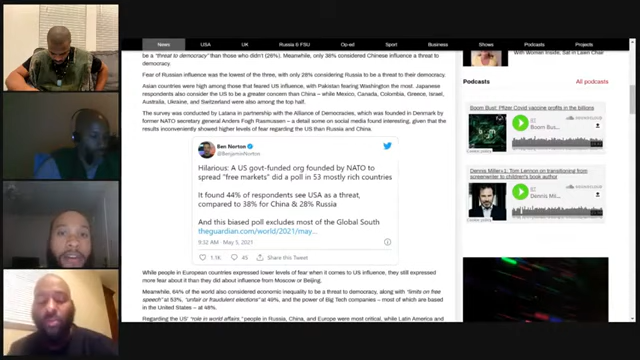 News USA UK Russia & FSU Op-ed Sport Business Shows Podcasts Projects
be a "threat to democracy" than those who didn't (26%). Meanwhile, only 38% considered Chinese influence a threat to
democracy.
Fear of Russian influence was the lowest of the three, with only 28% considering Russia to be a threat to their democracy.
Asian countries were high among those that feared US influence, with Pakistan fearing Washington the most. Japanese
respondents also consider the US to be a greater concern than China – while Mexico, Canada, Colombia, Greece, Israel,
Australia, Ukraine, and Switzerland were also among the top half.
The survey was conducted by Latana in partnership with the Alliance of Democracies, which was founded in Denmark by
former NATO secretary general Anders Fogh Rasmussen – a detail some on social media found interesting, given that the
results inconveniently showed higher levels of fear regarding the US than Russia and China.
Ben Norton
@BenjaminNorton
Hilarious: A US govt-funded org founded by NATO to
spread "free markets" did a poll in 53 mostly rich countries
It found 44% of respondents see USA as a threat,
compared to 38% for China & 28% Russia
And this biased poll excludes most of the Global South
theguardian.com/world/2021/may...
9:32 AM · May 5, 2021
1.1K 45 Share this Tweet
While people in European countries expressed lower levels of fear when it comes to US influence, they still expressed
more fear about it than they did about influence from Moscow or Beijing.
Meanwhile, 64% of the world also considered economic inequality to be a threat to democracy, along with "limits on free
speech" at 53%, "unfair or fraudulent elections" at 49%, and the power of Big Tech companies – most of which are based
in the United States – at 48%.
Regarding the US' "role in world affairs," people in Russia, China, and Europe were most critical, while Latin America and
With Women Inside, Sat in Lawn Chair
Podcasts All podcasts
Boom Bust: Pfizer Covid vaccine profits in the billions
Boom Bus...
Dennis Miller+1: Tom Lennon on transitioning from
screenwriter to children's book author
Dennis Mil...